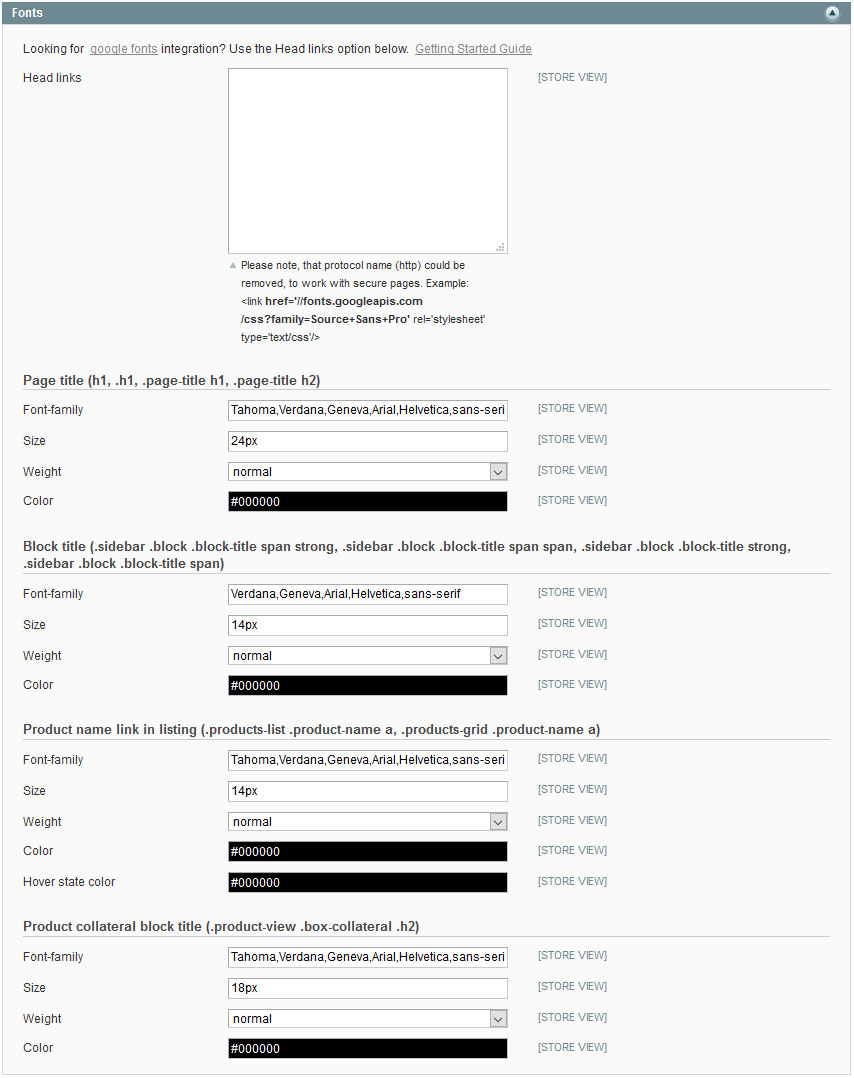 Fonts
Looking for google fonts integration? Use the Head links option below. Getting Started Guide
Head links [STORE VIEW]
Please note, that protocol name (http) could be
removed, to work with secure pages. Example:
<link href='//fonts.googleapis.com
/css?family=Source+Sans+Pro' rel='stylesheet'
type='text/css'/>
Page title (h1, .h1, .page-title h1, .page-title h2)
Font-family Tahoma,Verdana,Geneva,Arial,Helvetica,sans-seri [STORE VIEW]
Size 24px [STORE VIEW]
Weight normal [STORE VIEW]
Color #000000 [STORE VIEW]
Block title (.sidebar .block .block-title span strong, .sidebar .block .block-title span span, .sidebar .block .block-title strong,
.sidebar .block .block-title span)
Font-family Verdana,Geneva,Arial,Helvetica,sans-serif [STORE VIEW]
Size 14px [STORE VIEW]
Weight normal [STORE VIEW]
Color #000000 [STORE VIEW]
Product name link in listing (.products-list .product-name a, .products-grid .product-name a)
Font-family Tahoma,Verdana,Geneva,Arial,Helvetica,sans-seri [STORE VIEW]
Size 14px [STORE VIEW]
Weight normal [STORE VIEW]
Color #000000 [STORE VIEW]
Hover state color #000000 [STORE VIEW]
Product collateral block title (.product-view .box-collateral .h2)
Font-family Tahoma,Verdana,Geneva,Arial,Helvetica,sans-seri [STORE VIEW]
Size 18px [STORE VIEW]
Weight normal [STORE VIEW]
Color #000000 [STORE VIEW]